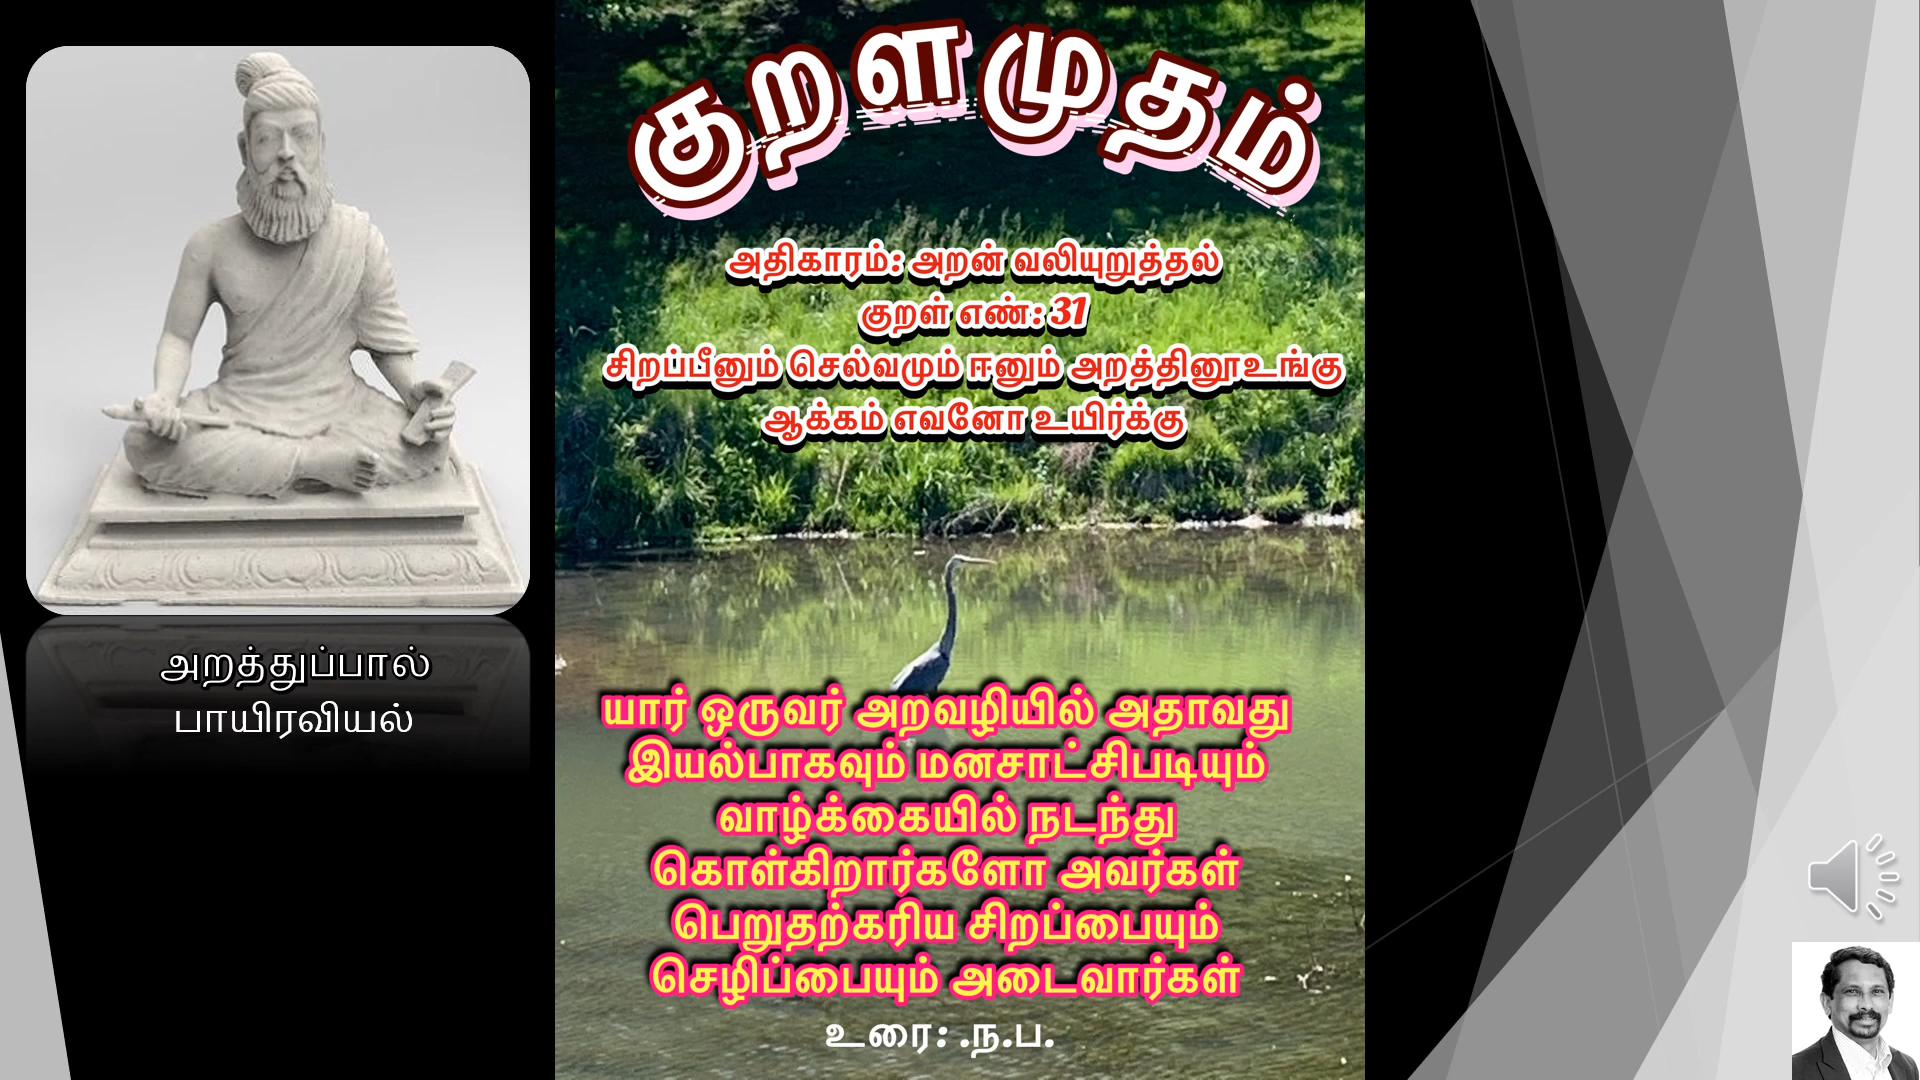 குறளமுதம்
அதிகாரம்: அறன் வலியுறுத்தல்
குறள் எண்: 31
சிறப்பீனும் செல்வமும் ஈனும் அறத்தினூஉங்கு
ஆக்கம் எவனோ உயிர்க்கு
அறத்துப்பால்
பாயிரவியல்
யார் ஒருவர் அறவழியில் அதாவது
இயல்பாகவும் மனசாட்சிபடியும்
வாழ்க்கையில் நடந்து
கொள்கிறார்களோ அவர்கள்
பெறுதற்கரிய சிறப்பையும்
செழிப்பையும் அடைவார்கள்
உரை: .ந.ப.